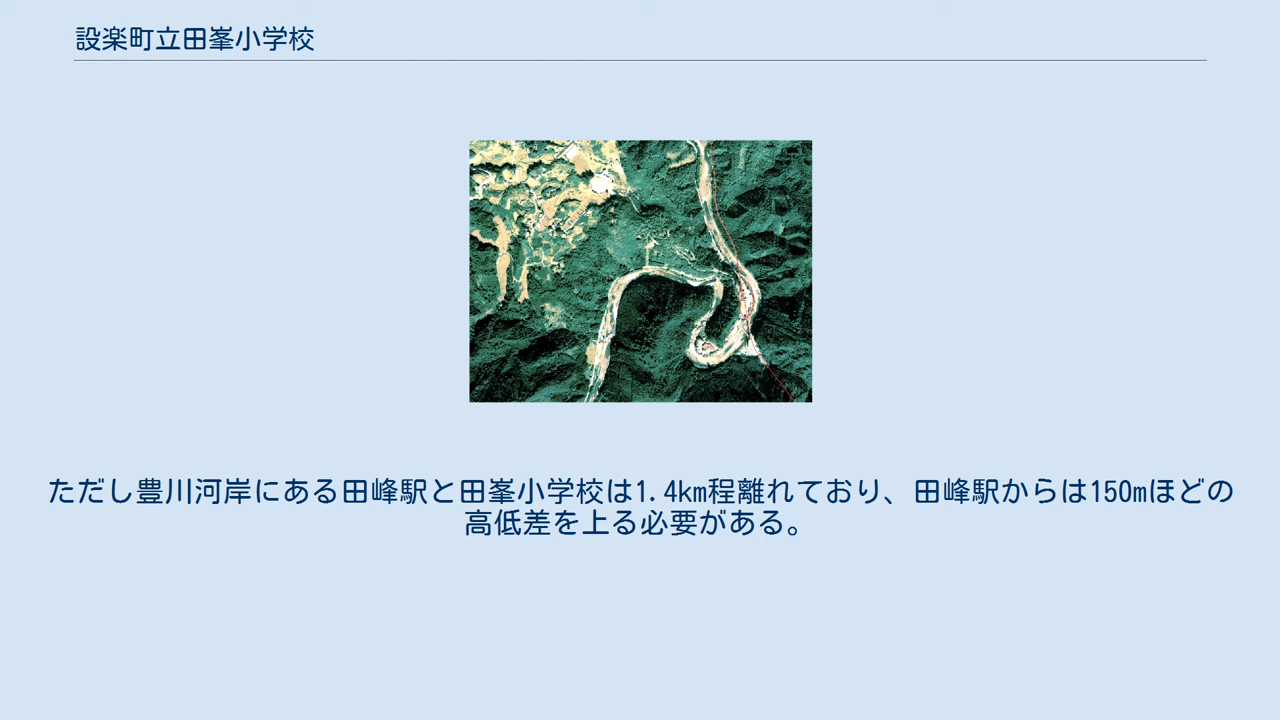 設楽町立田峯小学校
ただし豊川河岸にある田峰駅と田峯小学校は1.4km程離れており、田峰駅からは150mほどの
高低差を上る必要がある。